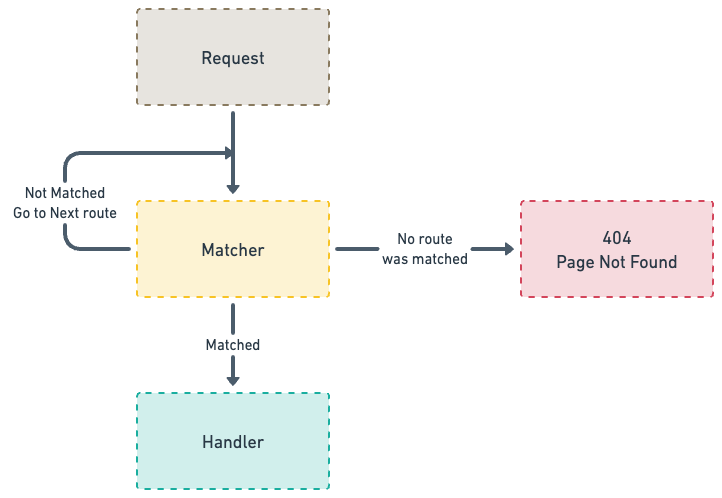 Request
Not Matched
Go to Next route
Matcher
No route
was matched
404
Page Not Found
Matched
Handler